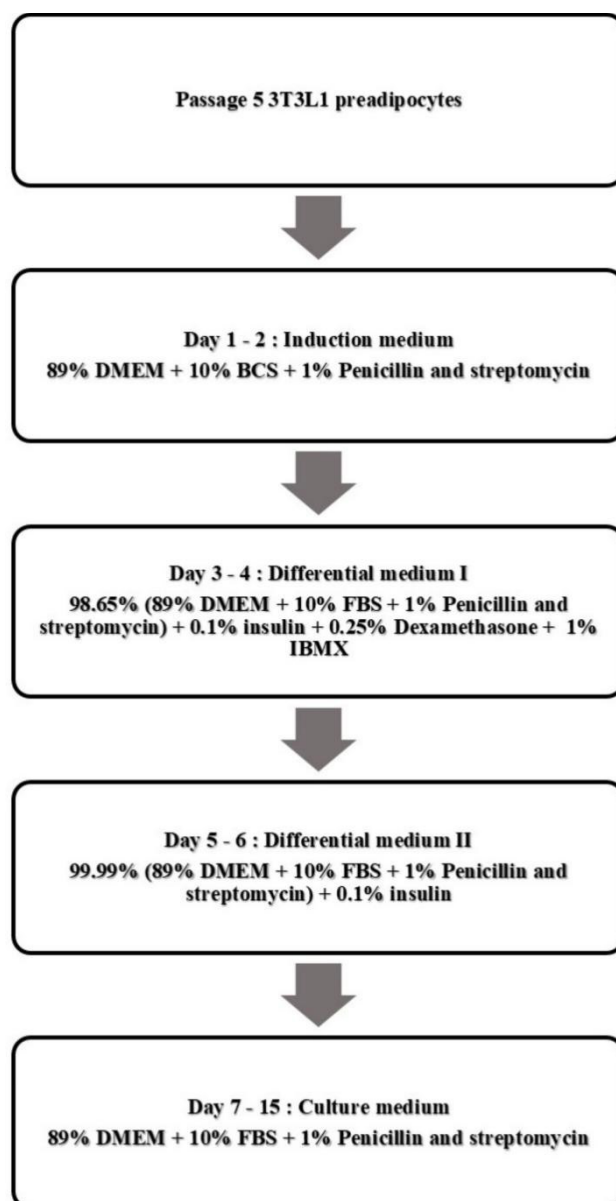 Passage 5 3T3L1 preadipocytes
Day 1 - 2 : Induction medium
89% DMEM + 10% BCS + 1% Penicillin and streptomycin
Day 3 - 4 : Differential medium I
98.65% (89% DMEM + 10% FBS + 1% Penicillin and
streptomycin) + 0.1% insulin + 0.25% Dexamethasone + 1%
IBMX
Day 5 - 6 : Differential medium II
99.99% (89% DMEM + 10% FBS + 1% Penicillin and
streptomycin) + 0.1% insulin
Day 7 - 15 : Culture medium
89% DMEM + 10% FBS + 1% Penicillin and streptomycin